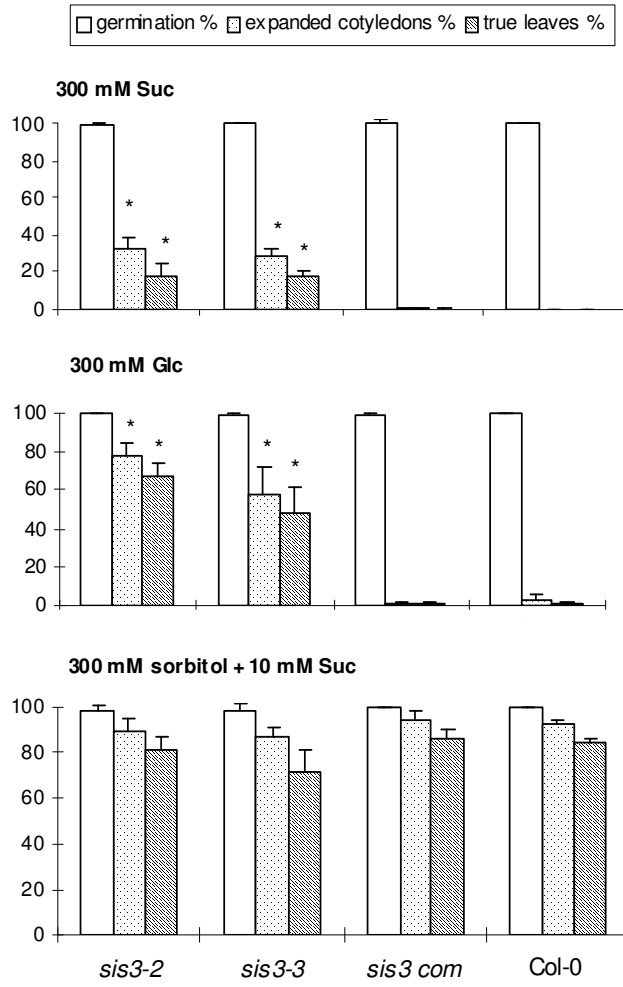 germination % expanded cotyledons % true leaves %
300 mM Suc
100
80
60
40
20
0
* * * *
300 mM Glc
100
80
60
40
20
0
* * * *
300 mM sorbitol + 10 mM Suc
100
80
60
40
20
0
sis3-2 sis3-3 sis3 com Col-0